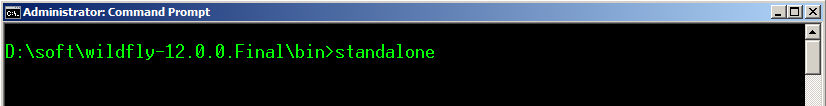 Administrator: Command Prompt
D:\soft\wildfly-12.0.0.Final\bin>standalone